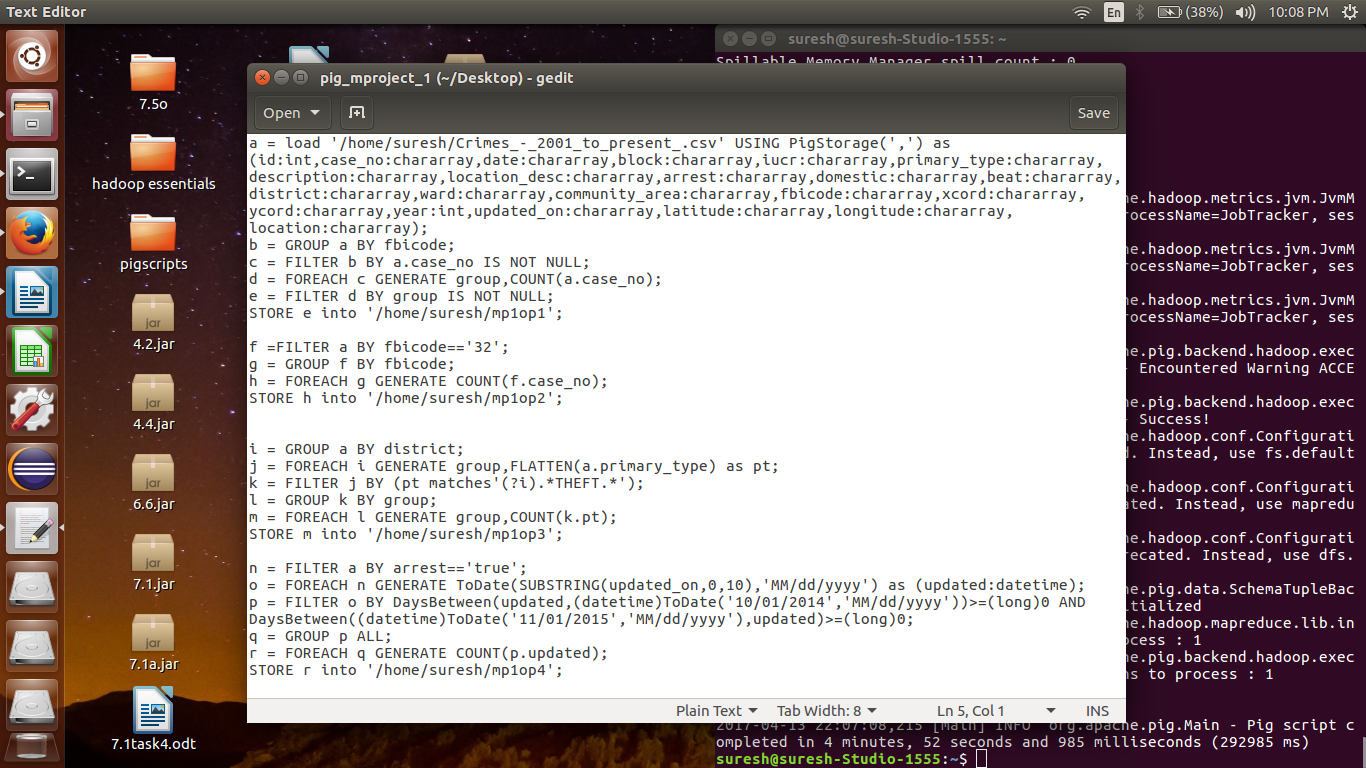 Text Editor
En
(38%)
10:08 PM
7.5o
hadoop essentials
pigscripts
jar
4.2.jar
jar
4.4.jar
jar
6.6.jar
jar
7.1.jar
jar
7.1a.jar
7.1task4.odt
pig_mproject_1 (~/Desktop) - gedit
Open
Save
a = load '/home/suresh/Crimes_-_2001_to_present_.csv' USING PigStorage(',') as
(id:int,case_no:chararray,date:chararray,block:chararray,iucr:chararray,primary_type:chararray,
description:chararray,location_desc:chararray,arrest:chararray,domestic:chararray,beat:chararray,
district:chararray,ward:chararray,community_area:chararray,fbicode:chararray,xcord:chararray,
ycord:chararray,year:int,updated_on:chararray,latitude:chararray,longitude:chararray,
location:chararray);
b = GROUP a BY fbicode;
c = FILTER b BY a.case_no IS NOT NULL;
d = FOREACH c GENERATE group,COUNT(a.case_no);
e = FILTER d BY group IS NOT NULL;
STORE e into '/home/suresh/mp1op1';
f =FILTER a BY fbicode=='32';
g = GROUP f BY fbicode;
h = FOREACH g GENERATE COUNT(f.case_no);
STORE h into '/home/suresh/mp1op2';
i = GROUP a BY district;
j = FOREACH i GENERATE group,FLATTEN(a.primary_type) as pt;
k = FILTER j BY (pt matches'(?i).*THEFT.*');
l = GROUP k BY group;
m = FOREACH l GENERATE group,COUNT(k.pt);
STORE m into '/home/suresh/mp1op3';
n = FILTER a BY arrest=='true';
o = FOREACH n GENERATE ToDate(SUBSTRING(updated_on,0,10),'MM/dd/yyyy') as (updated:datetime);
p = FILTER o BY DaysBetween(updated,(datetime)ToDate('10/01/2014','MM/dd/yyyy'))>=(long)0 AND
DaysBetween((datetime)ToDate('11/01/2015','MM/dd/yyyy'),updated)>=(long)0;
q = GROUP p ALL;
r = FOREACH q GENERATE COUNT(p.updated);
STORE r into '/home/suresh/mp1op4';
Plain Text
Tab Width: 8
Ln 5, Col 1
INS
suresh@suresh-Studio-1555: ~
Spillable Memory Manager spill count : 0
he.hadoop.metrics.jvm.JvmM
rocessName=JobTracker, ses
he.hadoop.metrics.jvm.JvmM
rocessName=JobTracker, ses
he.hadoop.metrics.jvm.JvmM
rocessName=JobTracker, ses
he.pig.backend.hadoop.exec
- Encountered Warning ACCE
he.pig.backend.hadoop.exec
- Success!
he.hadoop.conf.Configurati
d. Instead, use fs.default
he.hadoop.conf.Configurati
ated. Instead, use mapredu
he.hadoop.conf.Configurati
recated. Instead, use dfs.
he.pig.data.SchemaTupleBac
itialized
he.hadoop.mapreduce.lib.in
ocess : 1
he.pig.backend.hadoop.exec
hs to process : 1
2017-04-13 22:07:08,215 [main] INFO org.apache.pig.Main - Pig script c
ompleted in 4 minutes, 52 seconds and 985 milliseconds (292985 ms)
suresh@suresh-Studio-1555:~$